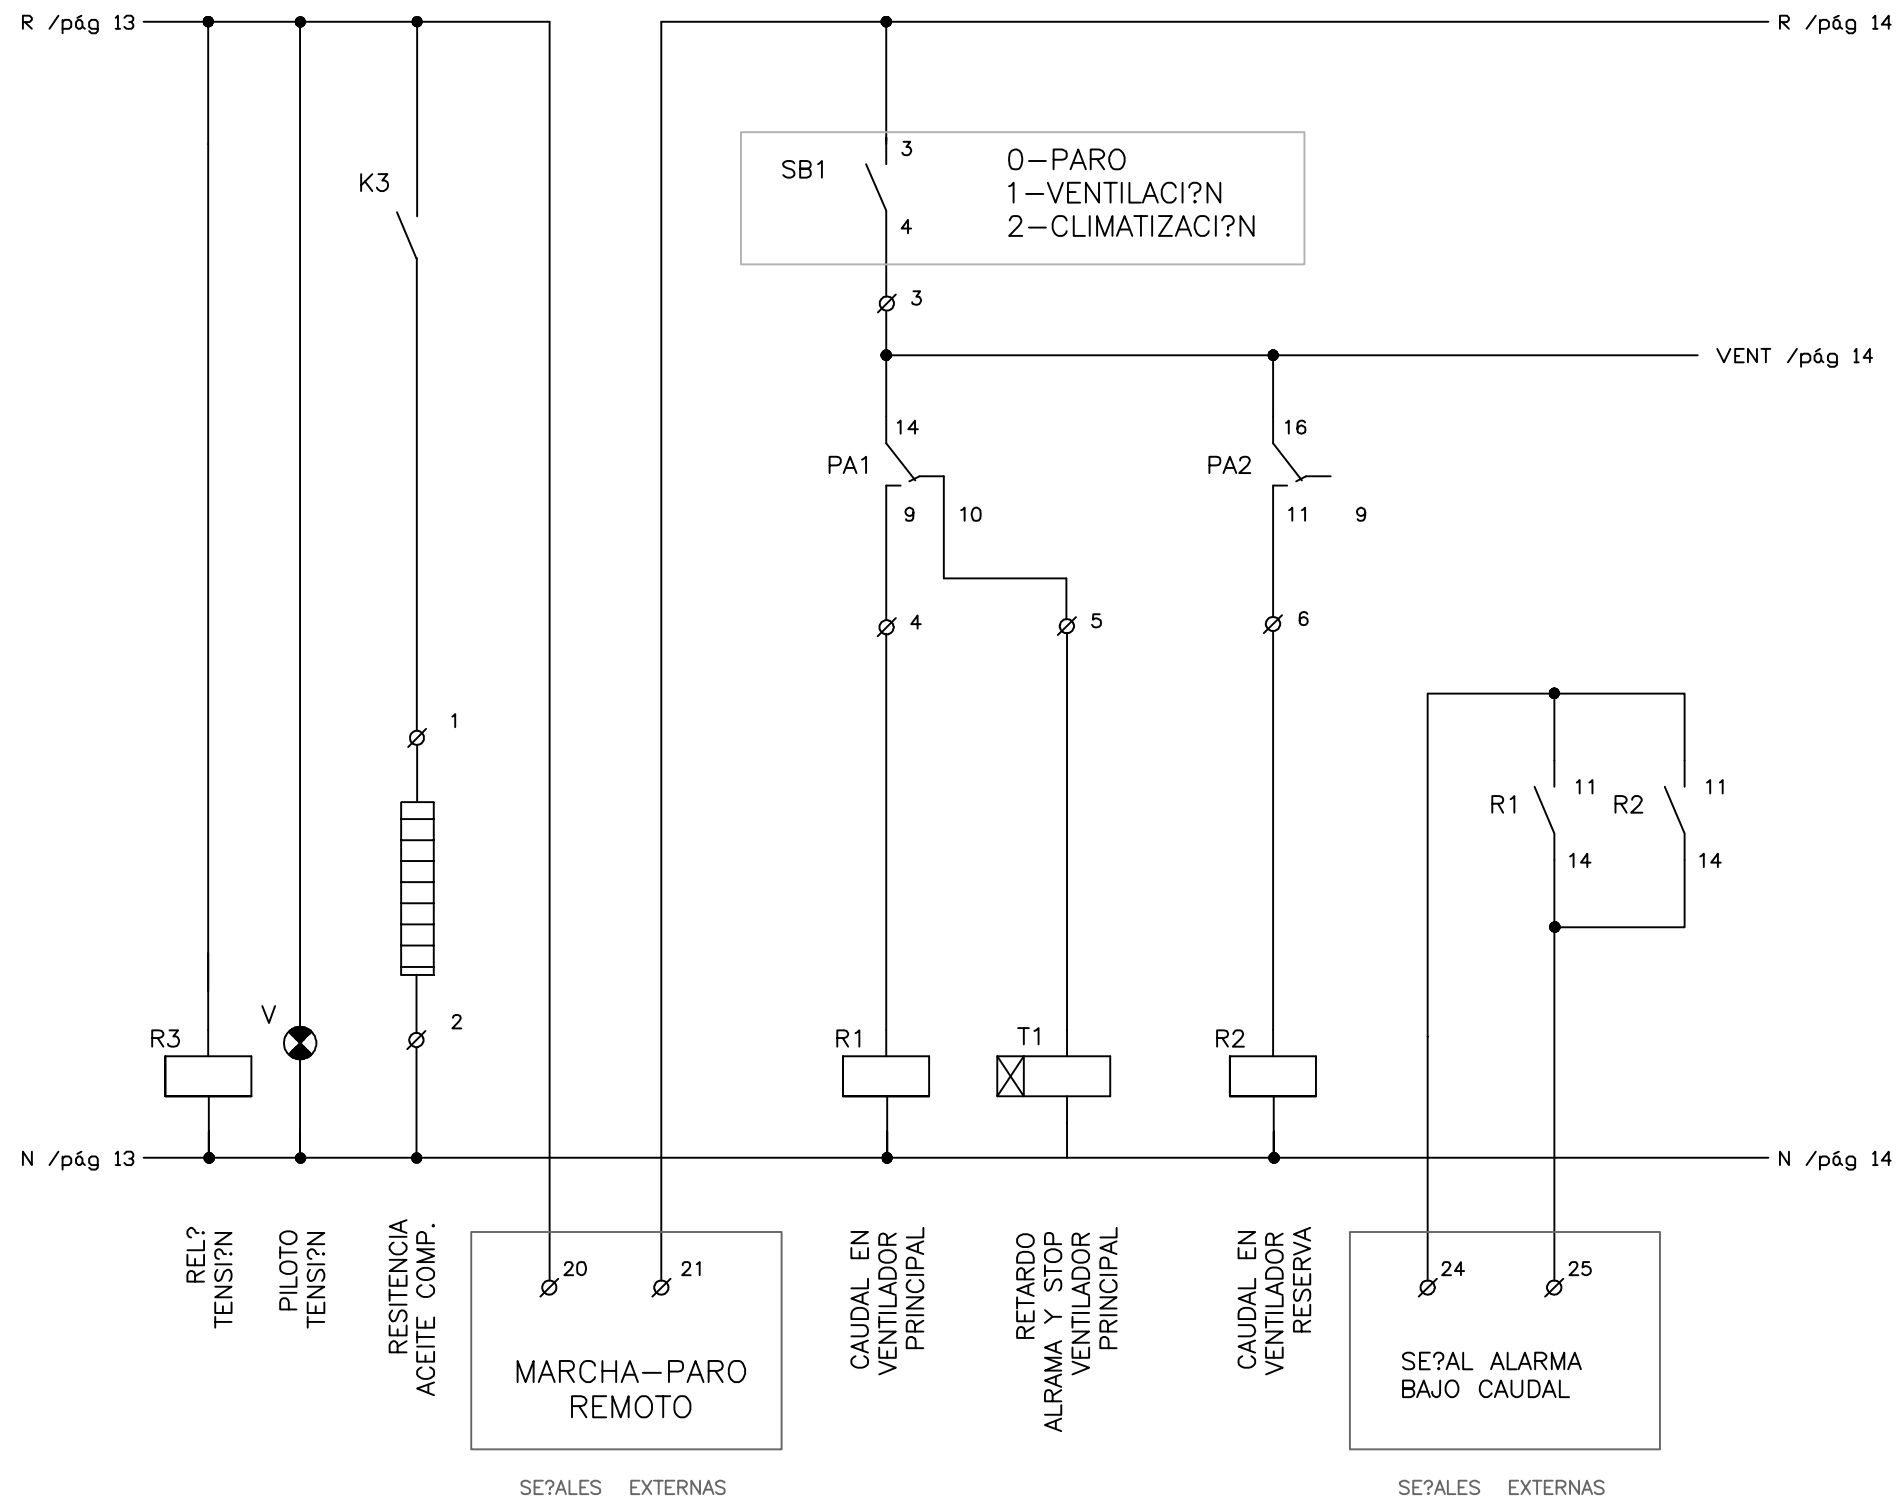 R /pág 13
R /pág 14
SB1
3
4
0-PARO
1-VENTILACI?N
2-CLIMATIZACI?N
K3
3
VENT /pág 14
14
PA1
9
10
16
PA2
11
9
4
5
6
1
R1
11
14
R2
11
14
V
2
R3
R1
T1
R2
N /pág 13
N /pág 14
REL?
TENSI?N
PILOTO
TENSI?N
RESITENCIA
ACEITE COMP.
20
21
MARCHA-PARO
REMOTO
CAUDAL EN
VENTILADOR
PRINCIPAL
RETARDO
ALRAMA Y STOP
VENTILADOR
PRINCIPAL
CAUDAL EN
VENTILADOR
RESERVA
24
25
SE?AL ALARMA
BAJO CAUDAL
SE?ALES EXTERNAS
SE?ALES EXTERNAS